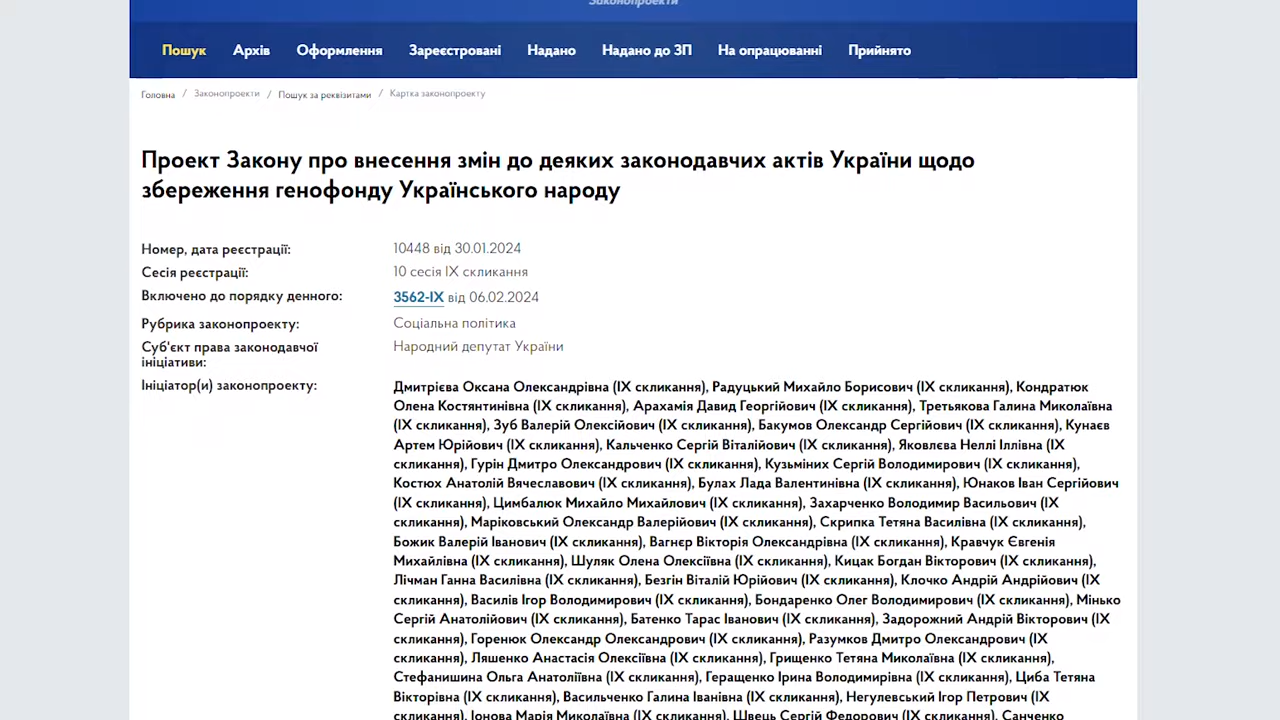 Законопроекти
Пошук Архів Оформлення Зареєстровані Надано Надано до ЗП На опрацюванні Прийнято
Головна / Законопроекти / Пошук за реквізитами / Картка законопроекту
Проект Закону про внесення змін до деяких законодавчих актів України щодо
збереження генофонду Українського народу
Номер, дата реєстрації: 10448 від 30.01.2024
Сесія реєстрації: 10 сесія IX скликання
Включено до порядку денного: 3562-IX від 06.02.2024
Рубрика законопроекту: Соціальна політика
Суб'єкт права законодавчої Народний депутат України
ініціативи:
Ініціатор(и) законопроекту: Дмитрієва Оксана Олександрівна (IX скликання), Радуцький Михайло Борисович (IX скликання), Кондратюк
Олена Костянтинівна (IX скликання), Арахамія Давид Георгійович (IX скликання), Третьякова Галина Миколаївна
(IX скликання), Зуб Валерій Олексійович (IX скликання), Бакумов Олександр Сергійович (IX скликання), Кунаєв
Артем Юрійович (IX скликання), Кальченко Сергій Віталійович (IX скликання), Яковлєва Неллі Іллівна (IX
скликання), Гурін Дмитро Олександрович (IX скликання), Кузьміних Сергій Володимирович (IX скликання),
Костюх Анатолій Вячеславович (IX скликання), Булах Лада Валентинівна (IX скликання), Юнаков Іван Сергійович
(IX скликання), Цимбалюк Михайло Михайлович (IX скликання), Захарченко Володимир Васильович (IX
скликання), Маріковський Олександр Валерійович (IX скликання), Скрипка Тетяна Василівна (IX скликання),
Божик Валерій Іванович (IX скликання), Вагнєр Вікторія Олександрівна (IX скликання), Кравчук Євгенія
Михайлівна (IX скликання), Шуляк Олена Олексіївна (IX скликання), Кицак Богдан Вікторович (IX скликання),
Лічман Ганна Василівна (IX скликання), Безгін Віталій Юрійович (IX скликання), Клочко Андрій Андрійович (IX
скликання), Василів Ігор Володимирович (IX скликання), Бондаренко Олег Володимирович (IX скликання), Мінько
Сергій Анатолійович (IX скликання), Батенко Тарас Іванович (IX скликання), Задорожний Андрій Вікторович (IX
скликання), Горенюк Олександр Олександрович (IX скликання), Разумков Дмитро Олександрович (IX
скликання), Ляшенко Анастасія Олексіївна (IX скликання), Грищенко Тетяна Миколаївна (IX скликання),
Стефанишина Ольга Анатоліївна (IX скликання), Геращенко Ірина Володимирівна (IX скликання), Циба Тетяна
Вікторівна (IX скликання), Васильченко Галина Іванівна (IX скликання), Негулевський Ігор Петрович (IX
скликання), Іонова Марія Миколаївна (IX скликання), Швець Сергій Федорович (IX скликання), Санченко